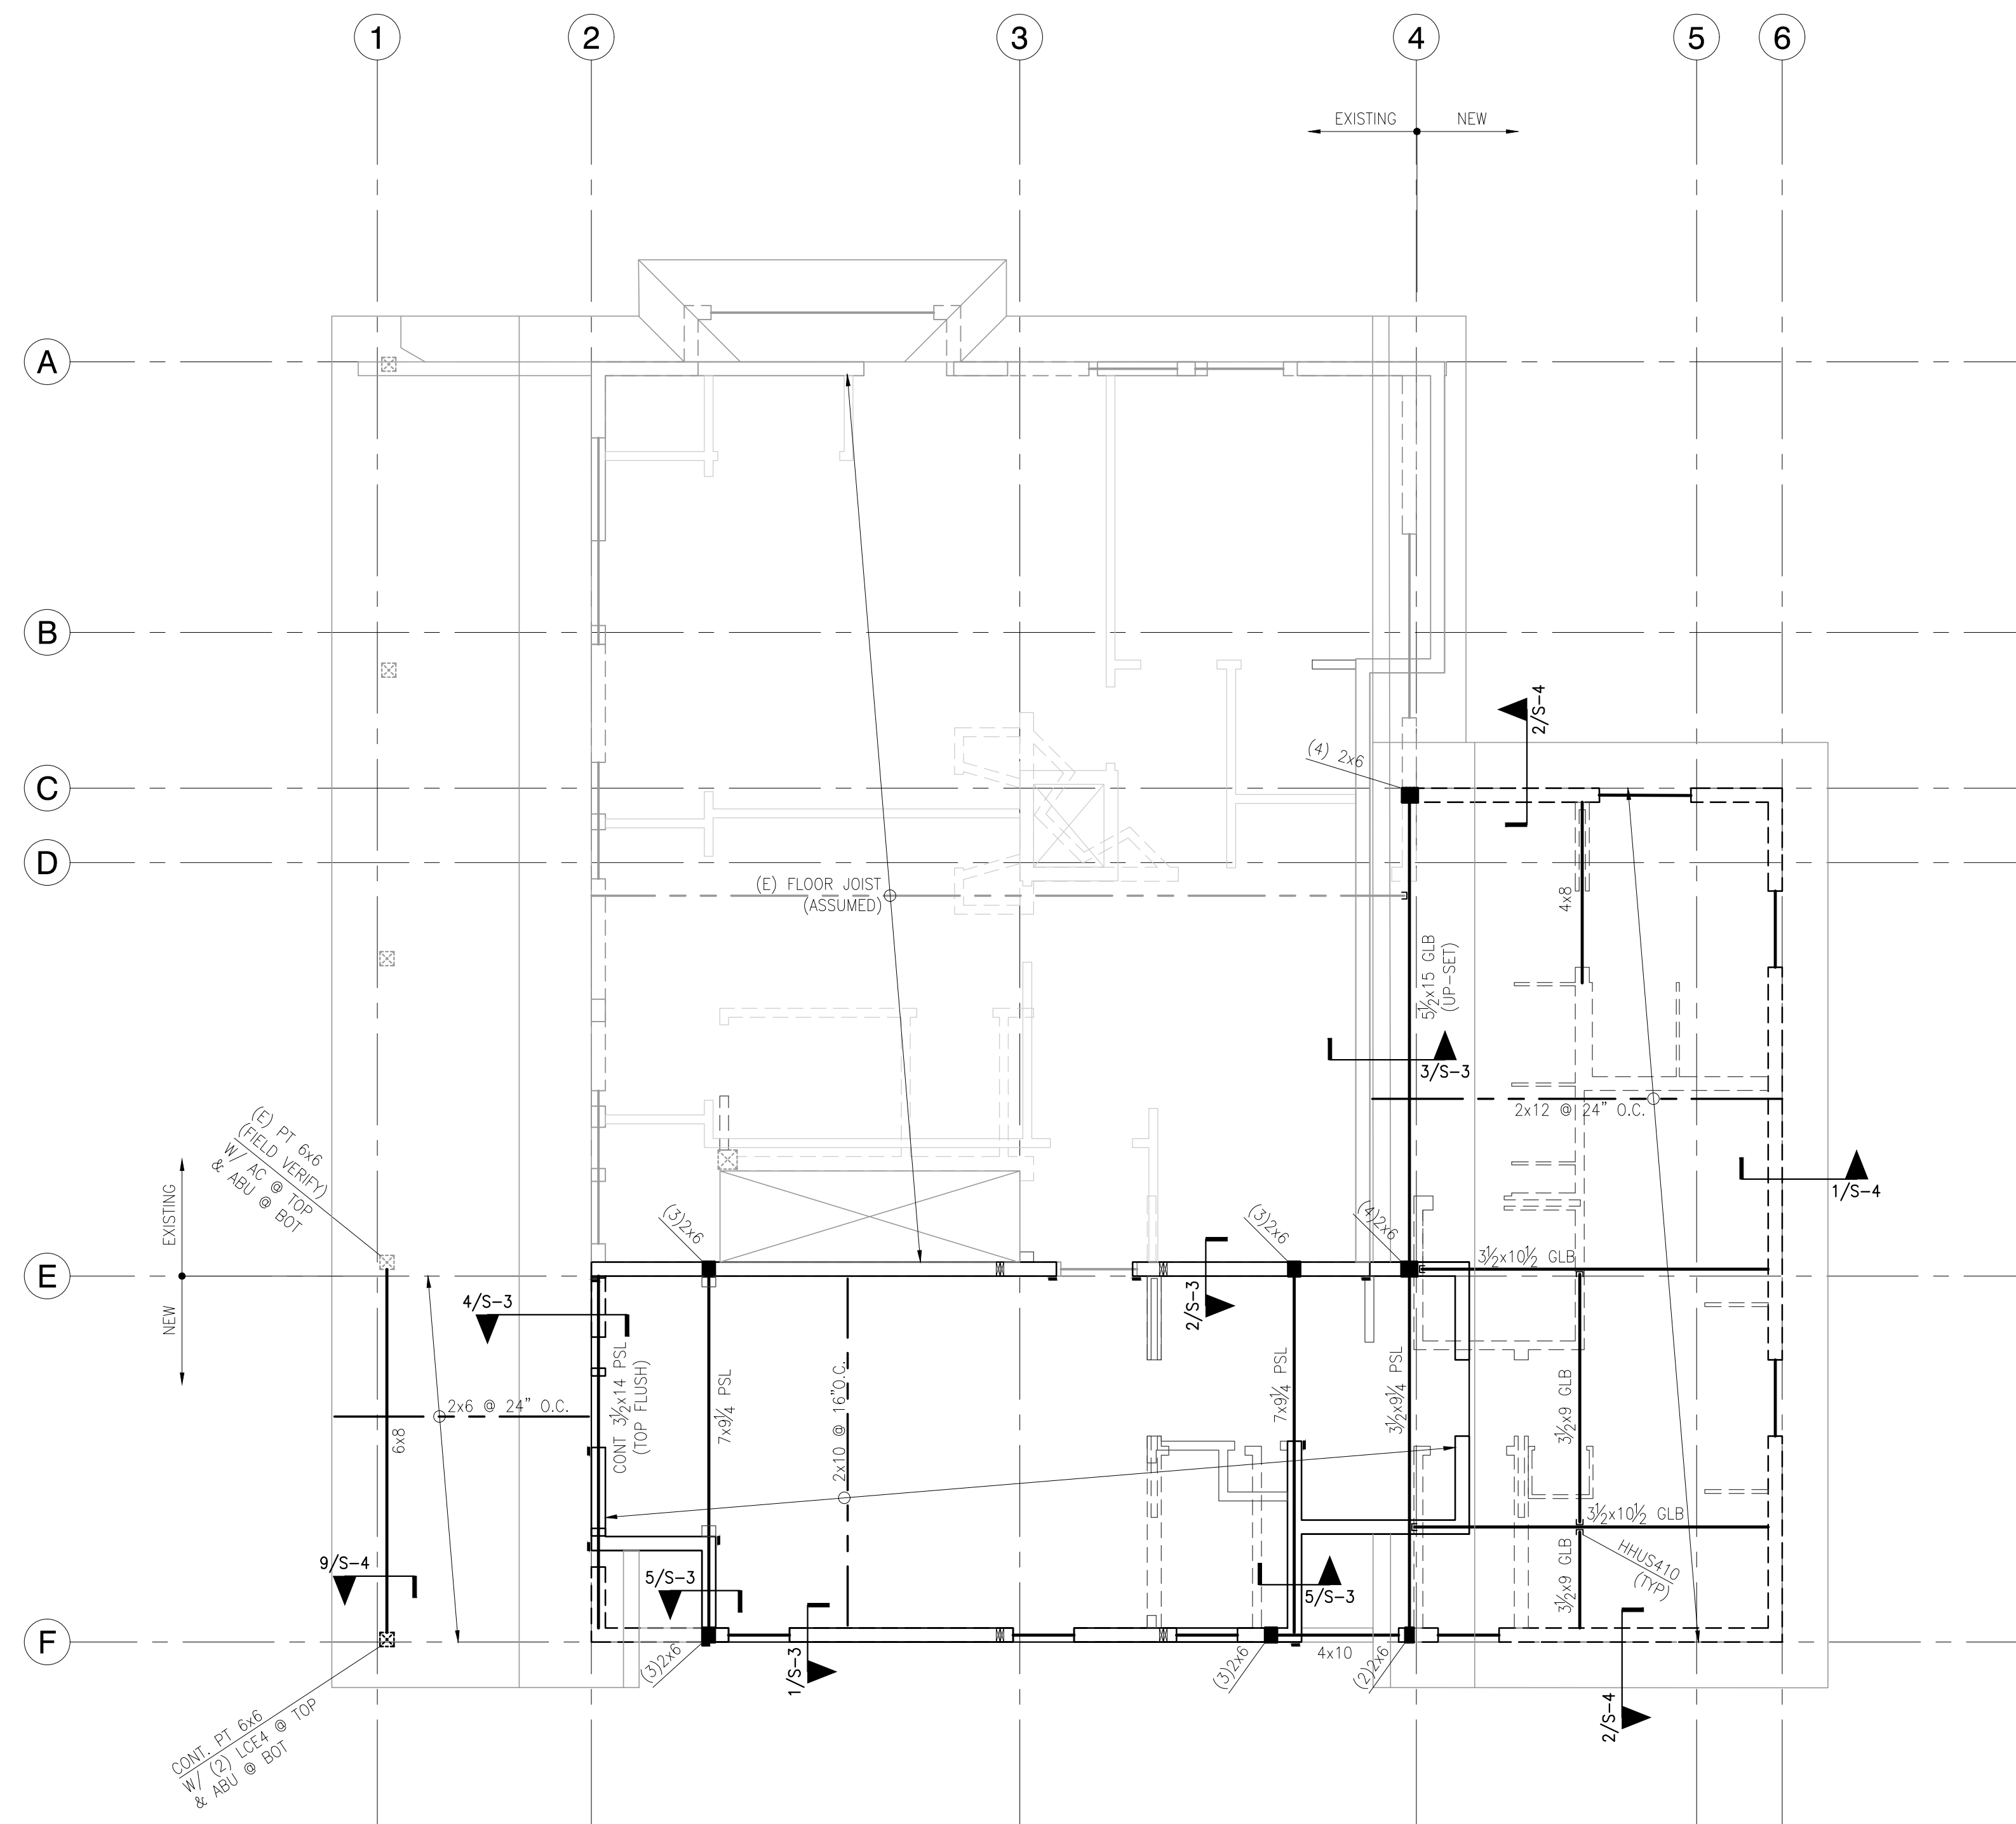 1
2
3
4
5
6
EXISTING
NEW
A
B
2/S-4
(4) 2x6
C
D
(E) FLOOR JOIST
(ASSUMED)
4x8
5½x15 GLB
(UP-SET)
3/S-3
2x12 @ 24" O.C.
(E) PT 6x6
(FIELD VERIFY)
W/ AC @ TOP
& ABU @ BOT
1/S-4
EXISTING
NEW
(3)2x6
(3)2x6
(4)2x6
3½x10½ GLB
E
4/S-3
2/S-3
CONT 3½x14 PSL
(TOP FLUSH)
7x9¼ PSL
2x10 @ 16"O.C.
7x9¼ PSL
3½x9¼ PSL
3½x9 GLB
2x6 @ 24" O.C.
6x8
3½x10½ GLB
HHUS410
(TYP)
3½x9 GLB
9/S-4
5/S-3
5/S-3
F
(3)2x6
1/S-3
(3)2x6
4x10
(2)2x6
2/S-4
CONT. PT 6x6
W/ (2) LCE4 @ TOP
& ABU @ BOT